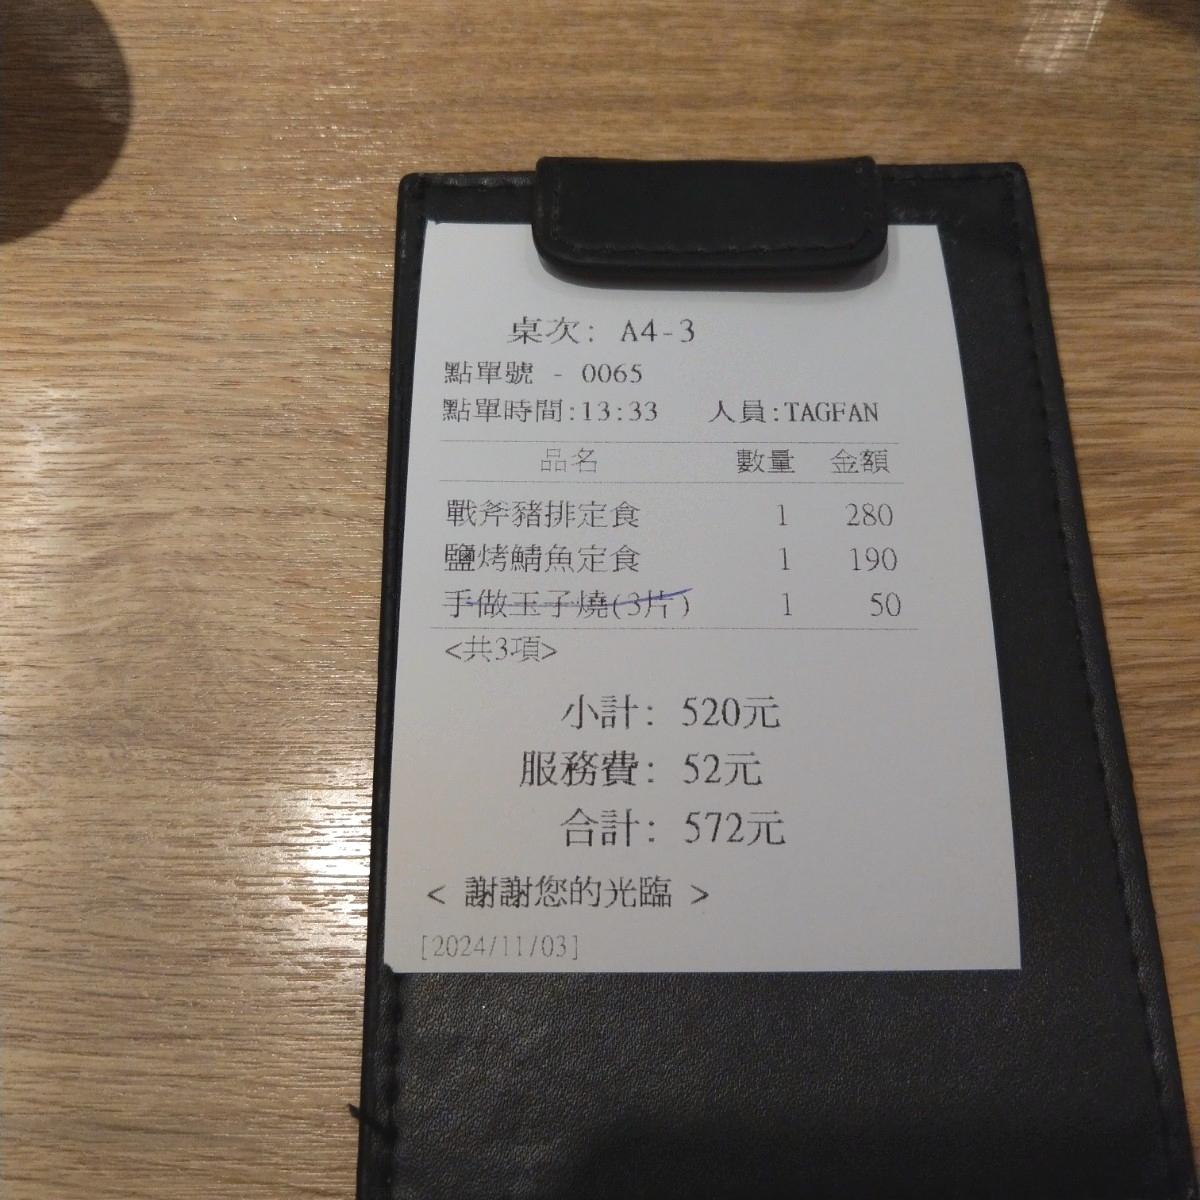 桌次: A4-3
點單號 - 0065
點單時間:13:33 人員:TAGFAN
品名 數量 金額
戰斧豬排定食 1 280
鹽烤鯖魚定食 1 190
手做玉子燒(3片) 1 50
<共3項>
小計: 520元
服務費: 52元
合計: 572元
< 謝謝您的光臨 >
[2024/11/03]